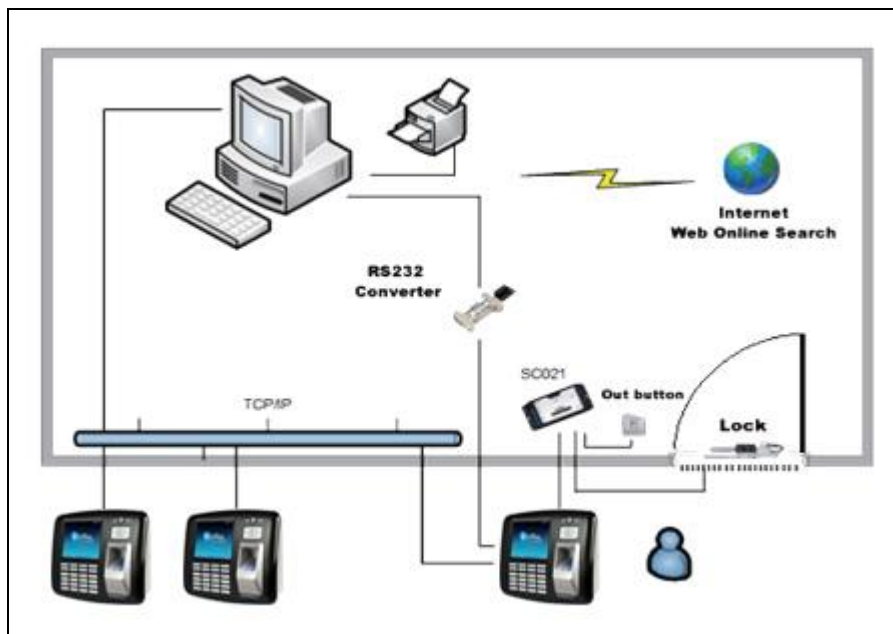 Internet
Web Online Search
RS232
Converter
SC021
Out button
TCP/IP
Lock